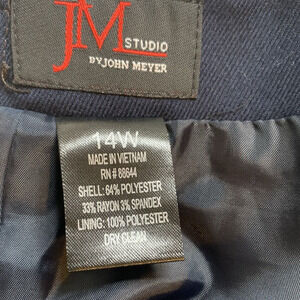 JM STUDIO
BY JOHN MEYER
14W
MADE IN VIETNAM
RN # 88644
SHELL: 64% POLYESTER
33% RAYON 3% SPANDEX
LINING: 100% POLYESTER
DRY CLEAN